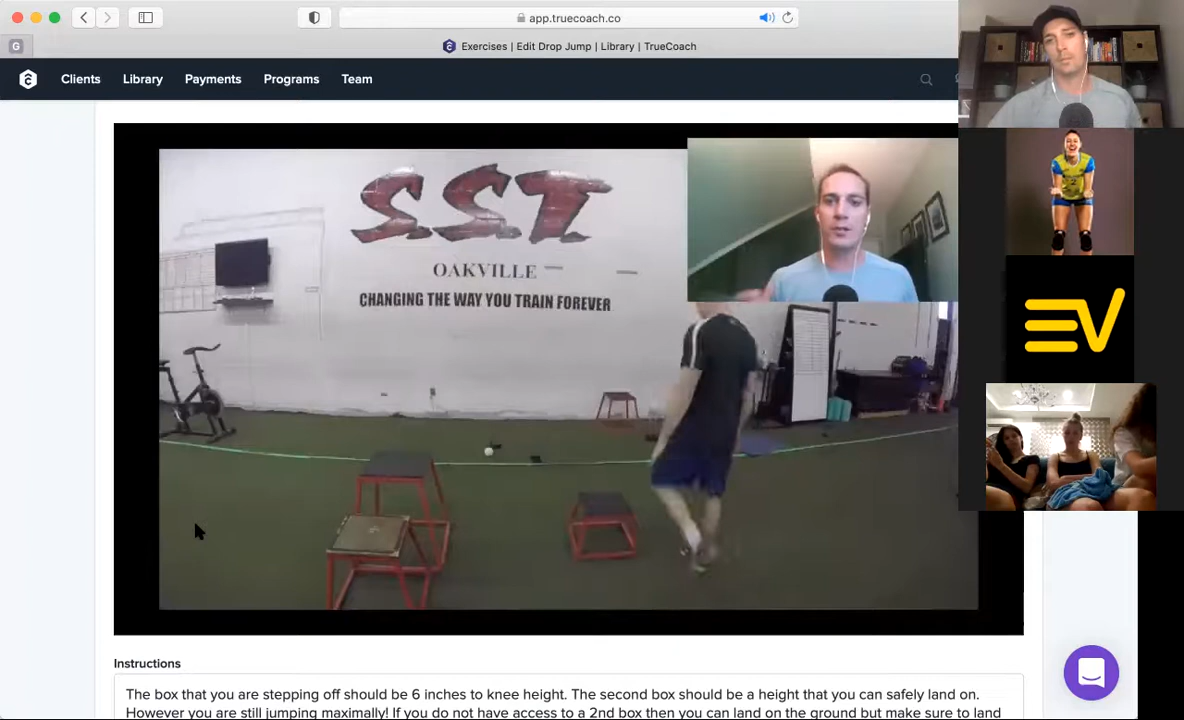 app.truecoach.co
G
Exercises | Edit Drop Jump | Library | TrueCoach
Clients
Library
Payments
Programs
Team
SST
OAKVILLE
CHANGING THE WAY YOU TRAIN FOREVER
2
EV
Instructions
The box that you are stepping off should be 6 inches to knee height. The second box should be a height that you can safely land on.
However you are still jumping maximally! If you do not have access to a 2nd box then you can land on the ground but make sure to land